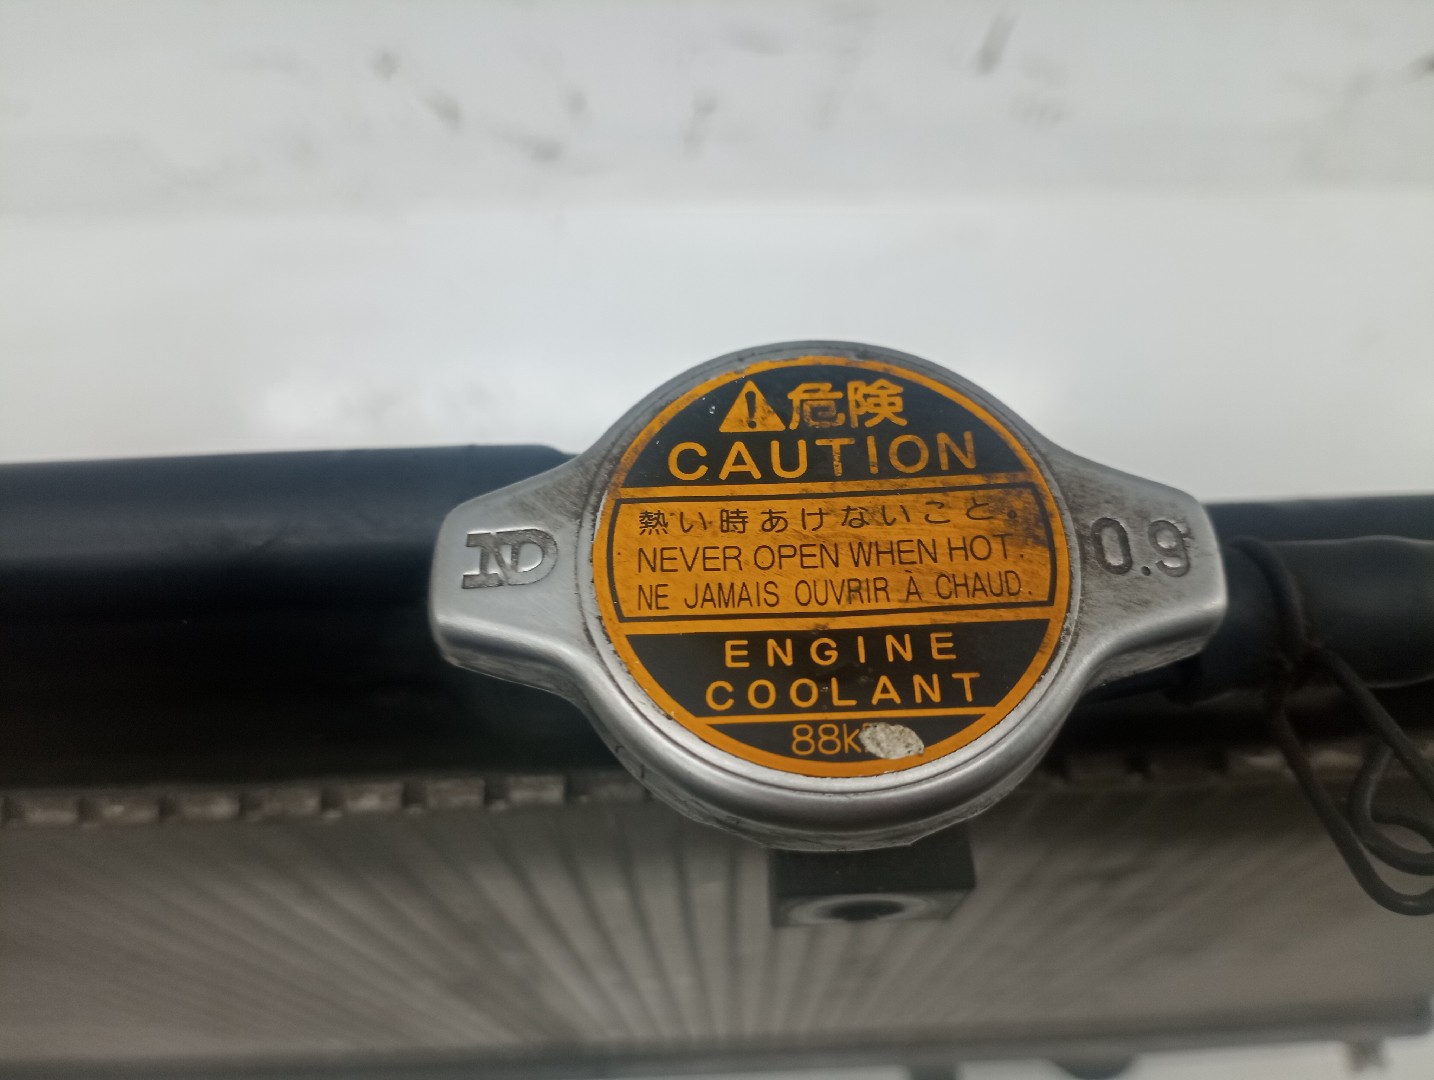 危険
CAUTION
熱い時あけないこと。
NEVER OPEN WHEN HOT.
NE JAMAIS OUVRIR À CHAUD.
ND
0.9
ENGINE
COOLANT